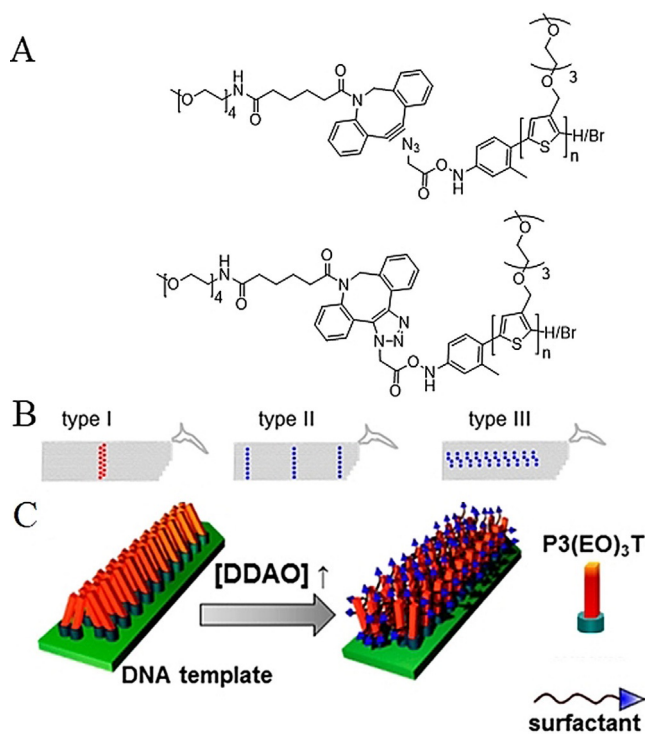 A
O
3
O
H
N
O
O
4
O
N
N₃
S
H/Br
n
O
N
H
O
O
3
O
H
N
O
O
4
O
N
N
N
N
S
H/Br
n
O
N
H
O
B
type I
type II
type III
C
P3(EO)₃T
[DDAO] ↑
DNA template
surfactant